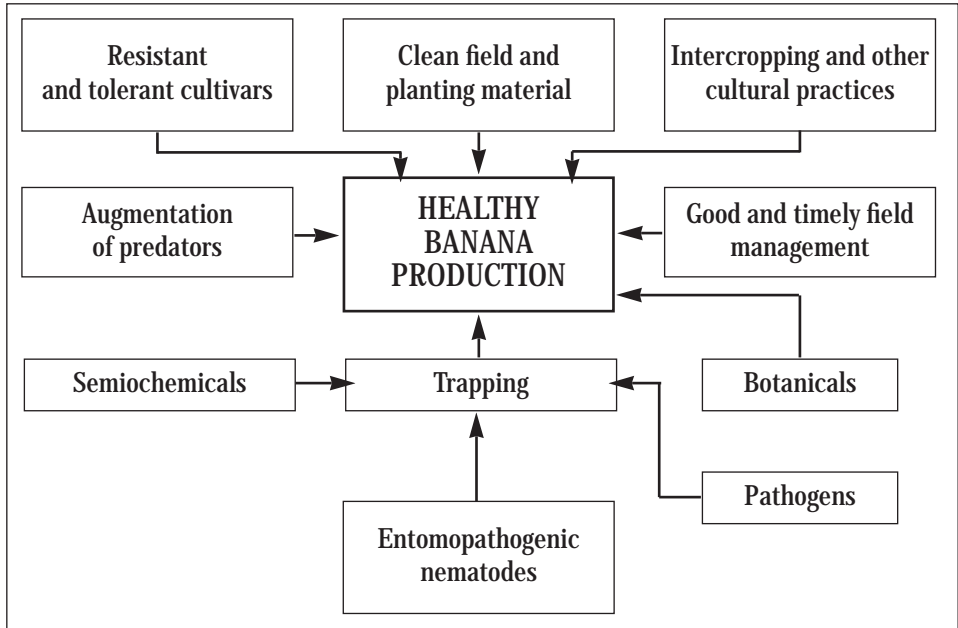 Resistant
and tolerant cultivars
Clean field and
planting material
Intercropping and other
cultural practices
Augmentation
of predators
HEALTHY
BANANA
PRODUCTION
Good and timely field
management
Semiochemicals
Trapping
Botanicals
Pathogens
Entomopathogenic
nematodes